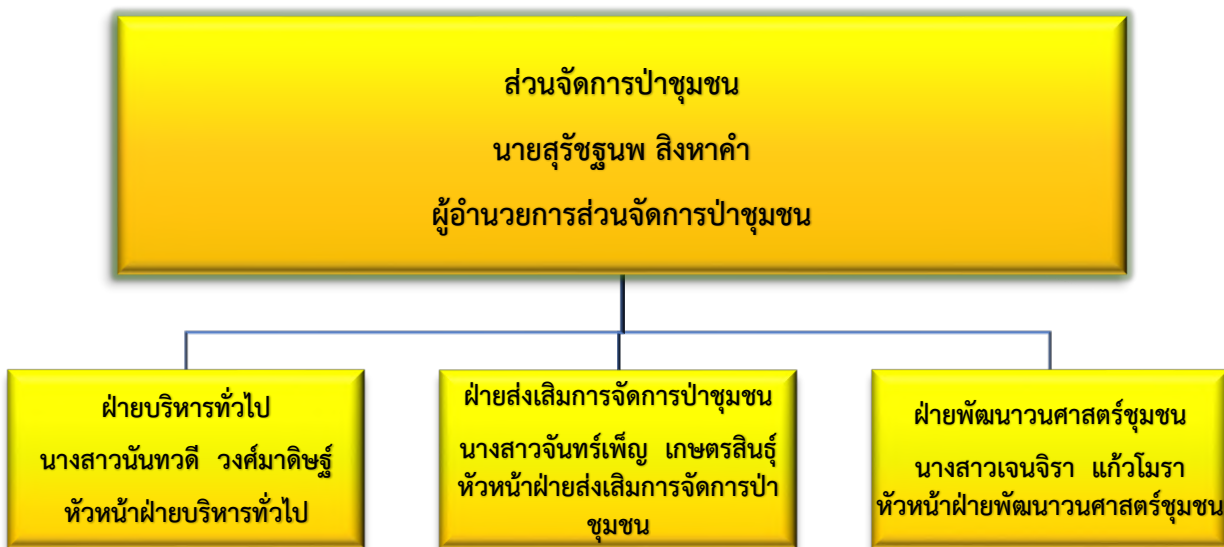 ส่วนจัดการป่าชุมชน
นายสุรัชฐนพ สิงหาคำ
ผู้อำนวยการส่วนจัดการป่าชุมชน
ฝ่ายบริหารทั่วไป
นางสาวนันทวดี วงศ์มาดิษฐ์
หัวหน้าฝ่ายบริหารทั่วไป
ฝ่ายส่งเสิมการจัดการป่าชุมชน
นางสาวจันทร์เพ็ญ เกษตรสินธุ์
หัวหน้าฝ่ายส่งเสิมการจัดการป่า
ชุมชน
ฝ่ายพัฒนาวนศาสตร์ชุมชน
นางสาวเจนจิรา แก้วโมรา
หัวหน้าฝ่ายพัฒนาวนศาสตร์ชุมชน